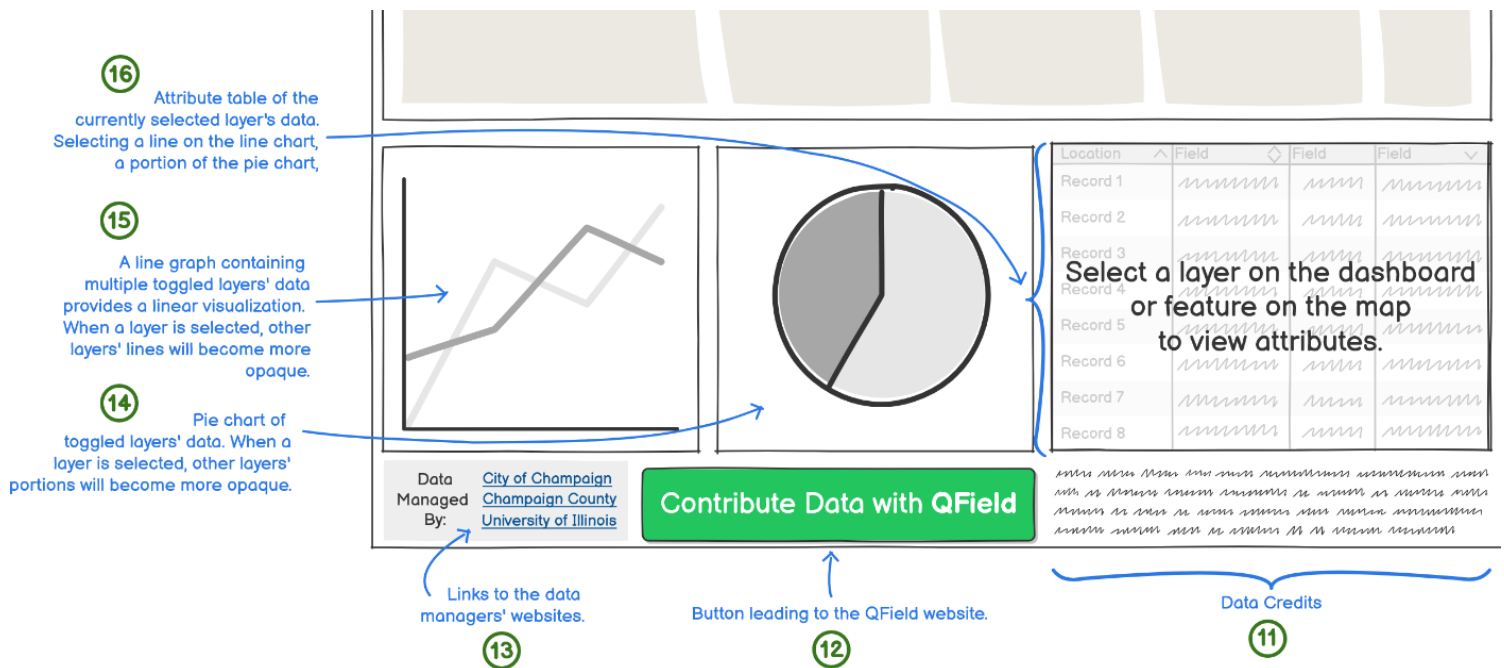 16
Attribute table of the
currently selected layer's data.
Selecting a line on the line chart,
a portion of the pie chart,
15
A line graph containing
multiple toggled layers' data
provides a linear visualization.
When a layer is selected, other
layers' lines will become more
opaque.
14
Pie chart of
toggled layers' data. When a
layer is selected, other layers'
portions will become more opaque.
Location Field Field Field
Record 1
Record 2
Record 3
Record 4
Record 5
Record 6
Record 7
Record 8
Select a layer on the dashboard
or feature on the map
to view attributes.
Data
Managed
By:
City of Champaign
Champaign County
University of Illinois
Contribute Data with QField
Links to the data
managers' websites.
13
Button leading to the QField website.
12
Data Credits
11